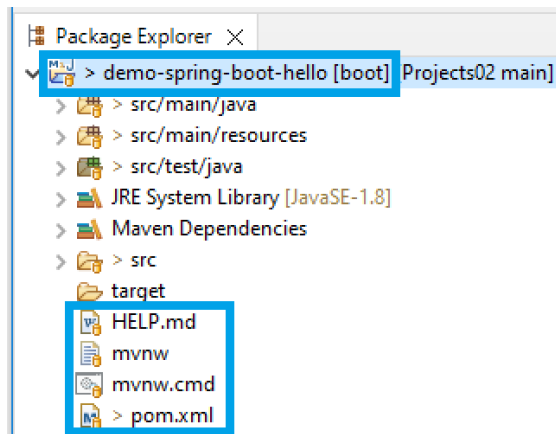 Package Explorer
> demo-spring-boot-hello [boot] [Projects02 main]
> src/main/java
> src/main/resources
> src/test/java
JRE System Library [JavaSE-1.8]
Maven Dependencies
> src
target
HELP.md
mvnw
mvnw.cmd
> pom.xml